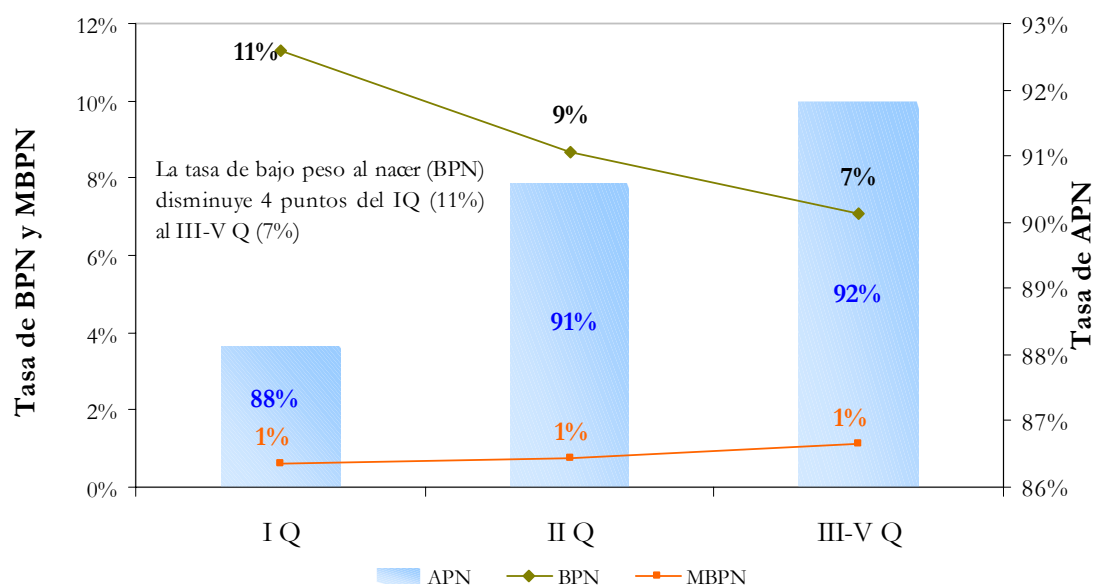 Tasa de BPN y MBPN
12%
10%
8%
6%
4%
2%
0%
11%
9%
7%
La tasa de bajo peso al nacer (BPN)
disminuye 4 puntos del IQ (11%)
al III-V Q (7%)
88%
91%
92%
1%
1%
1%
93%
92%
91%
90%
89%
88%
87%
86%
Tasa de APN
I Q
II Q
III-V Q
APN
BPN
MBPN